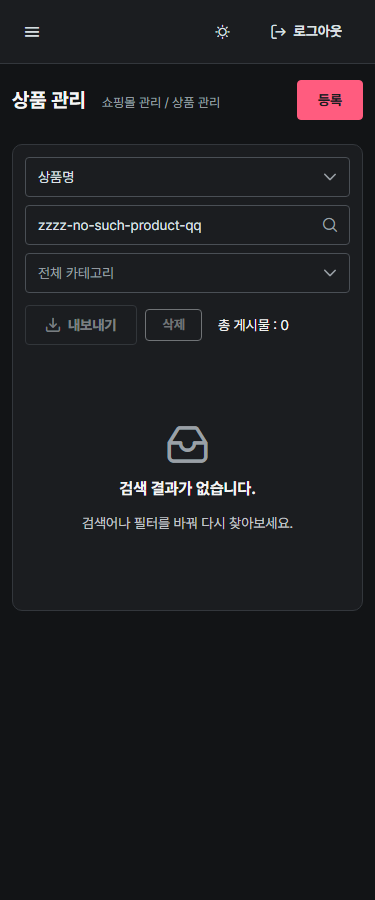 로그아웃
상품 관리 쇼핑몰 관리 / 상품 관리 등록
상품명
zzzz-no-such-product-qq
전체 카테고리
내보내기 삭제 총 게시물 : 0
검색 결과가 없습니다.
검색어나 필터를 바꿔 다시 찾아보세요.